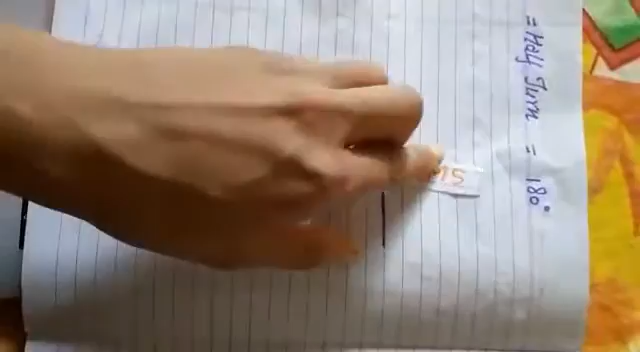 = Half Turn = 180°